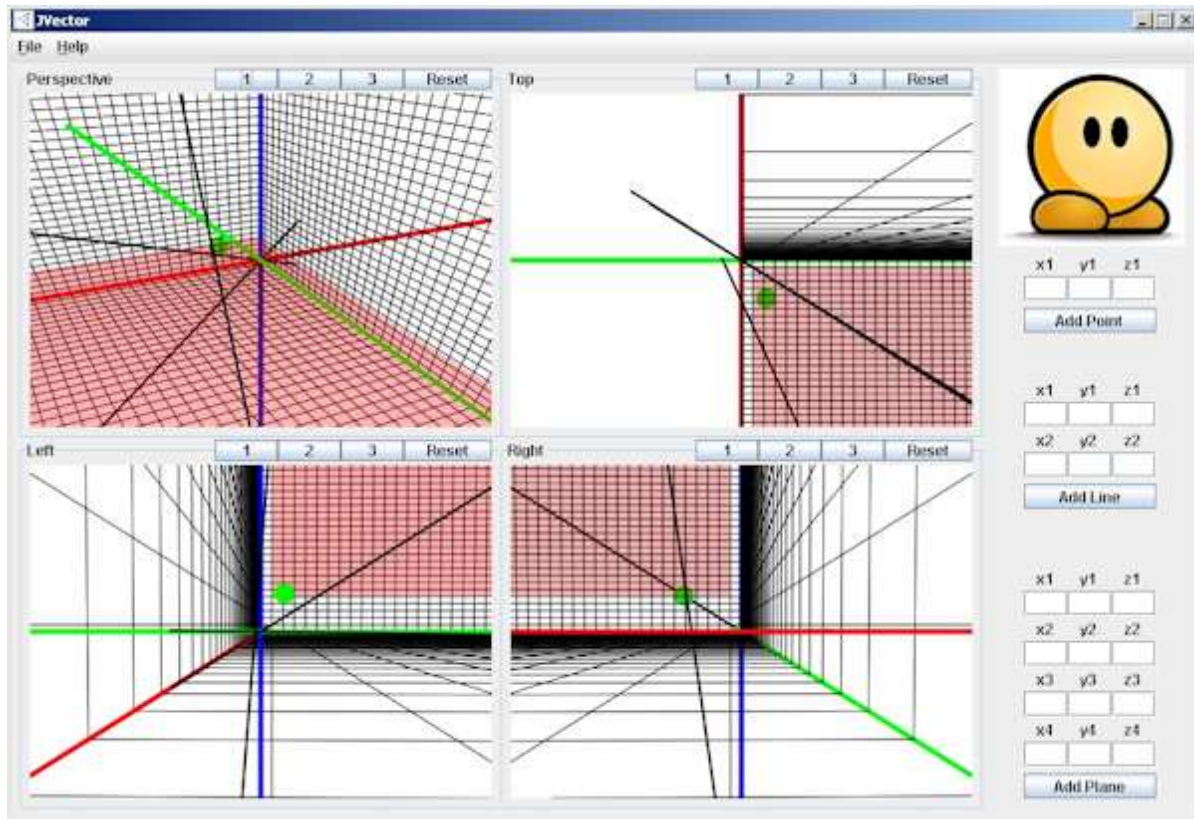 JVector
File Help
Perspective 1 2 3 Reset
Top 1 2 3 Reset
x1 y1 z1
Add Point
x1 y1 z1
x2 y2 z2
Add Line
Left 1 2 3 Reset
Right 1 2 3 Reset
x1 y1 z1
x2 y2 z2
x3 y3 z3
x4 y4 z4
Add Plane